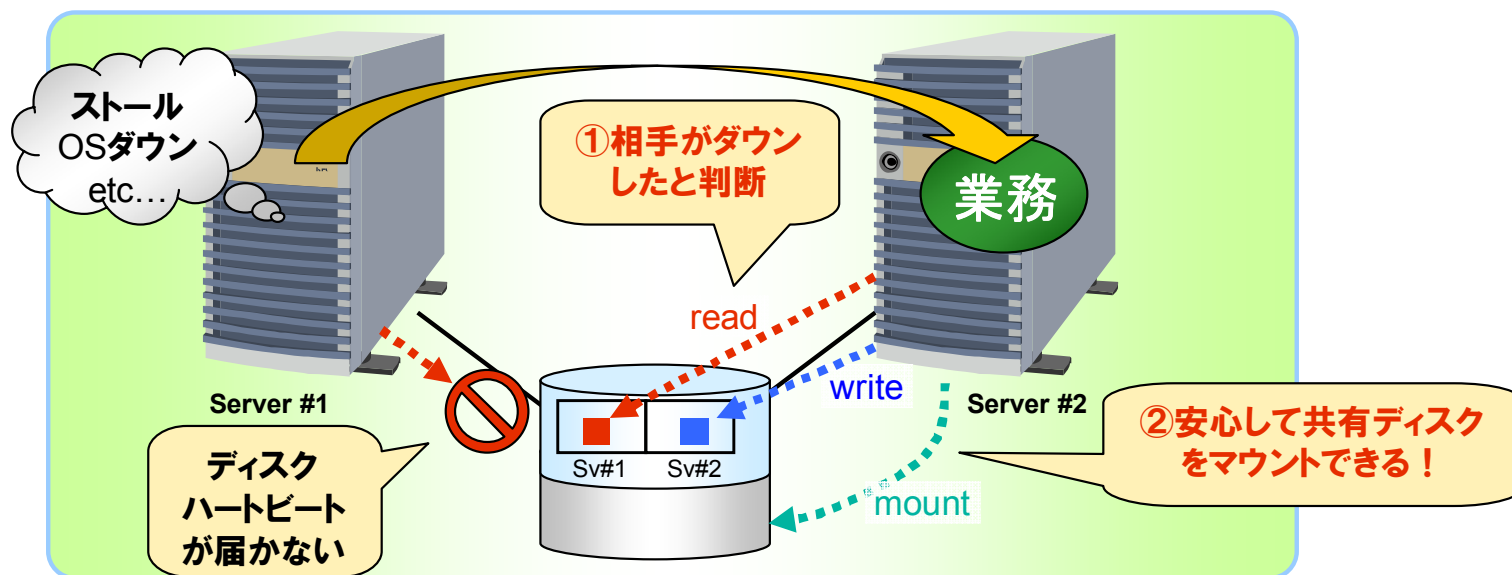 ストール
OSダウン
etc…
①相手がダウン
したと判断
業務
read
write
Server #1
Server #2
ディスク
ハートビート
が届かない
Sv#1
Sv#2
mount
②安心して共有ディスク
をマウントできる！